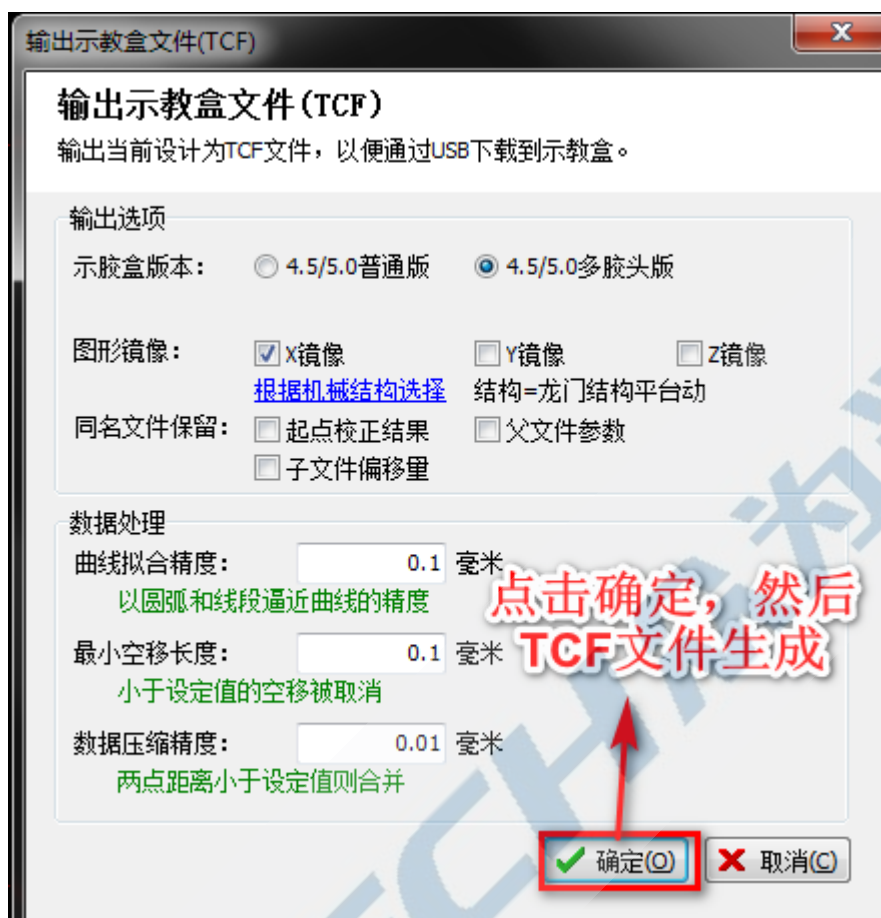 输出示教盒文件(TCF)
输出示教盒文件(TCF)
输出当前设计为TCF文件，以便通过USB下载到示教盒。
输出选项
示胶盒版本： 4.5/5.0普通版 4.5/5.0多胶头版
图形镜像： X镜像 Y镜像 Z镜像
根据机械结构选择 结构=龙门结构平台动
同名文件保留： 起点校正结果 父文件参数
子文件偏移量
数据处理
曲线拟合精度： 0.1 毫米
以圆弧和线段逼近曲线的精度
点击确定，然后
TCF文件生成
最小空移长度： 0.1 毫米
小于设定值的空移被取消
数据压缩精度： 0.01 毫米
两点距离小于设定值则合并
确定(O) 取消(C)